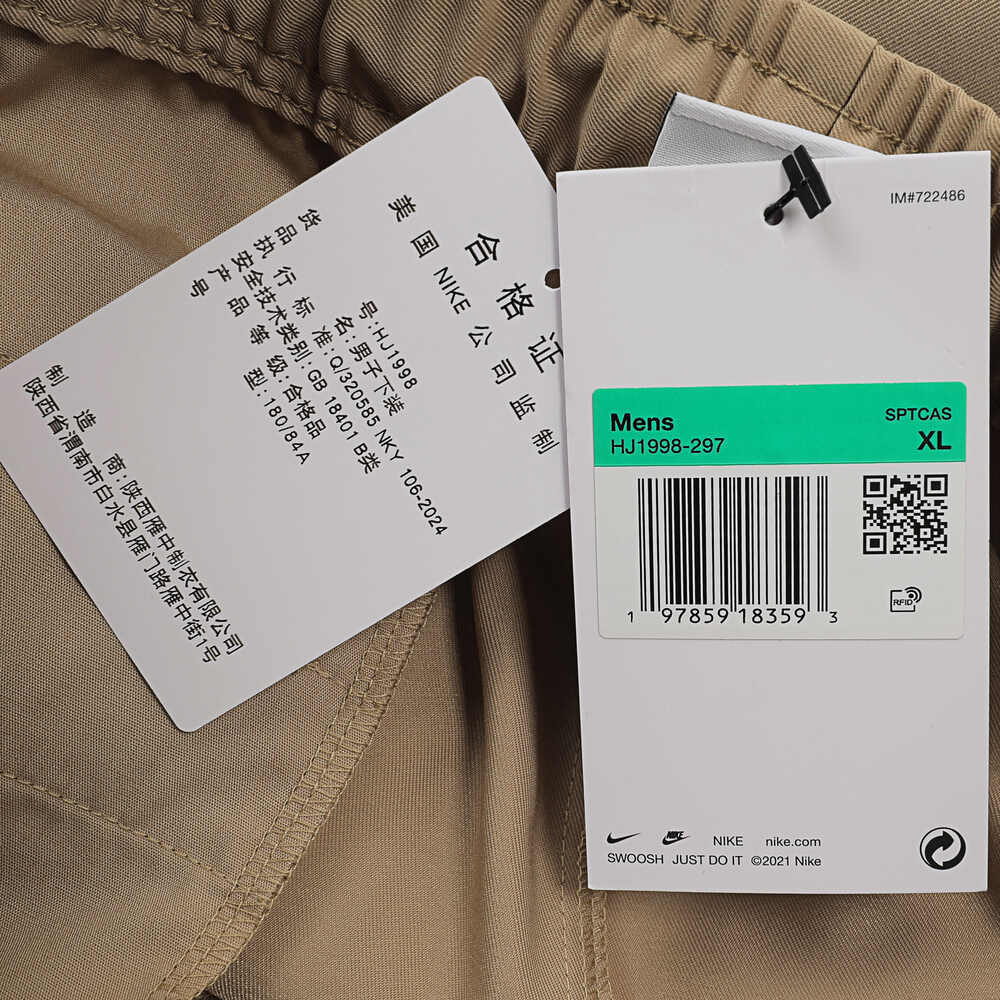 合格证
美国NIKE公司监制
货号:HJ1998
品名:男子下装
执行标准:Q/320585 NKY 106-2024
安全技术类别:GB 18401 B类
产品等级:合格品
号型:180/84A
制造商:陕西雁中制衣有限公司
陕西省渭南市白水县雁门路雁中街1号
IM#722486
Mens
SPTCAS
HJ1998-297
XL
1 97859 18359 3
RFID
NIKE
NIKE
nike.com
SWOOSH JUST DO IT ©2021 Nike